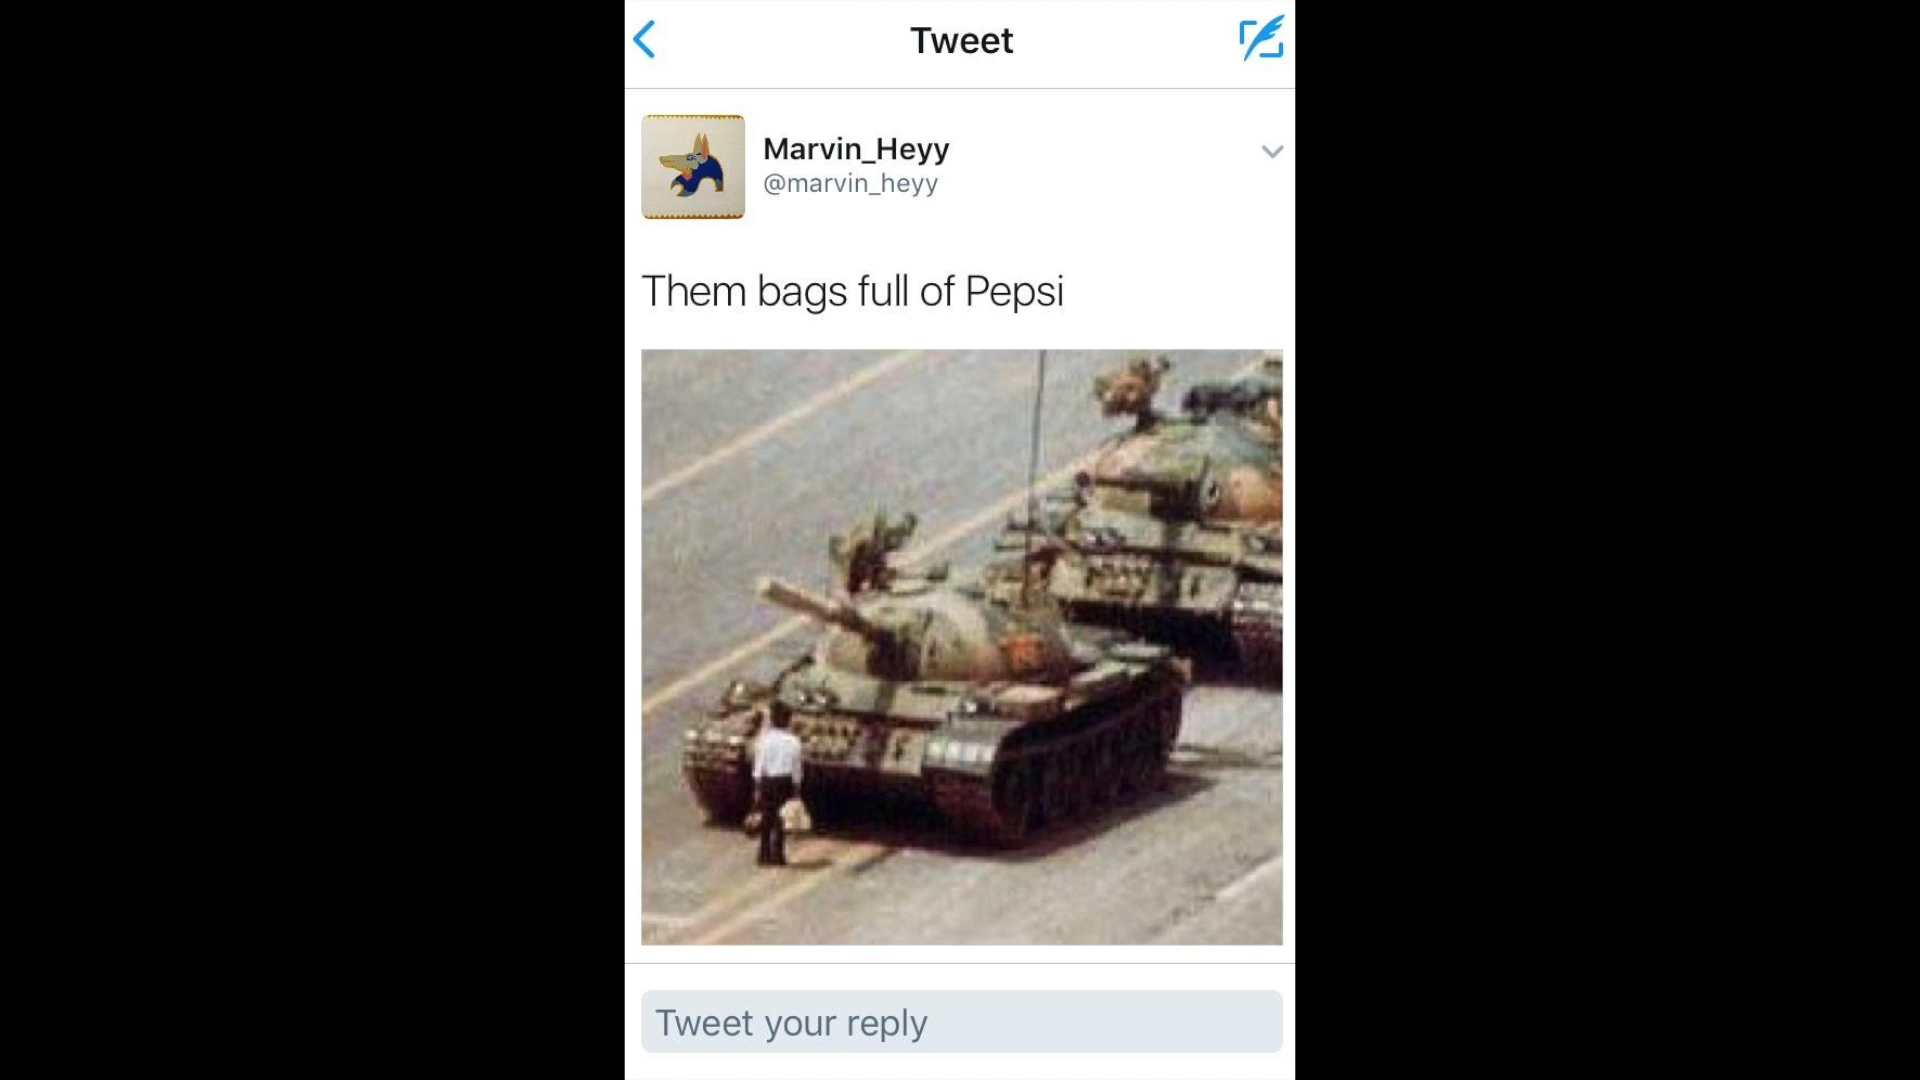 Tweet
Marvin_Heyy
@marvin_heyy
Them bags full of Pepsi
Tweet your reply